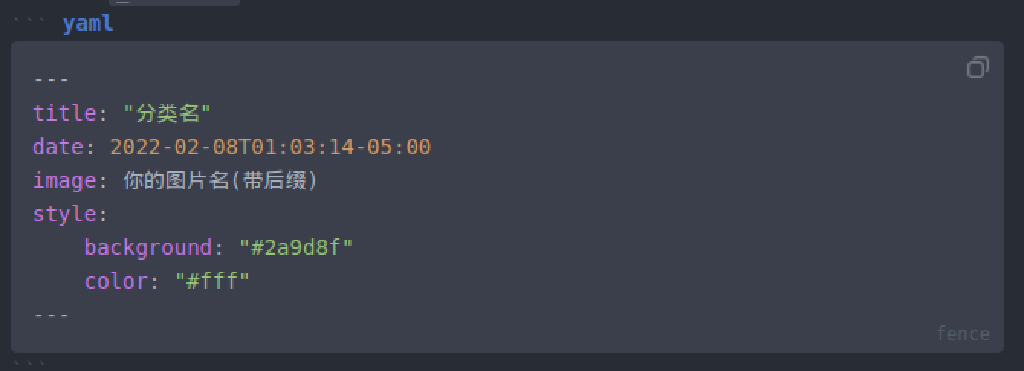 ``` yaml
---
title: "分类名"
date: 2022-02-08T01:03:14-05:00
image: 你的图片名(带后缀)
style:
    background: "#2a9d8f"
    color: "#fff"
---
fence
```